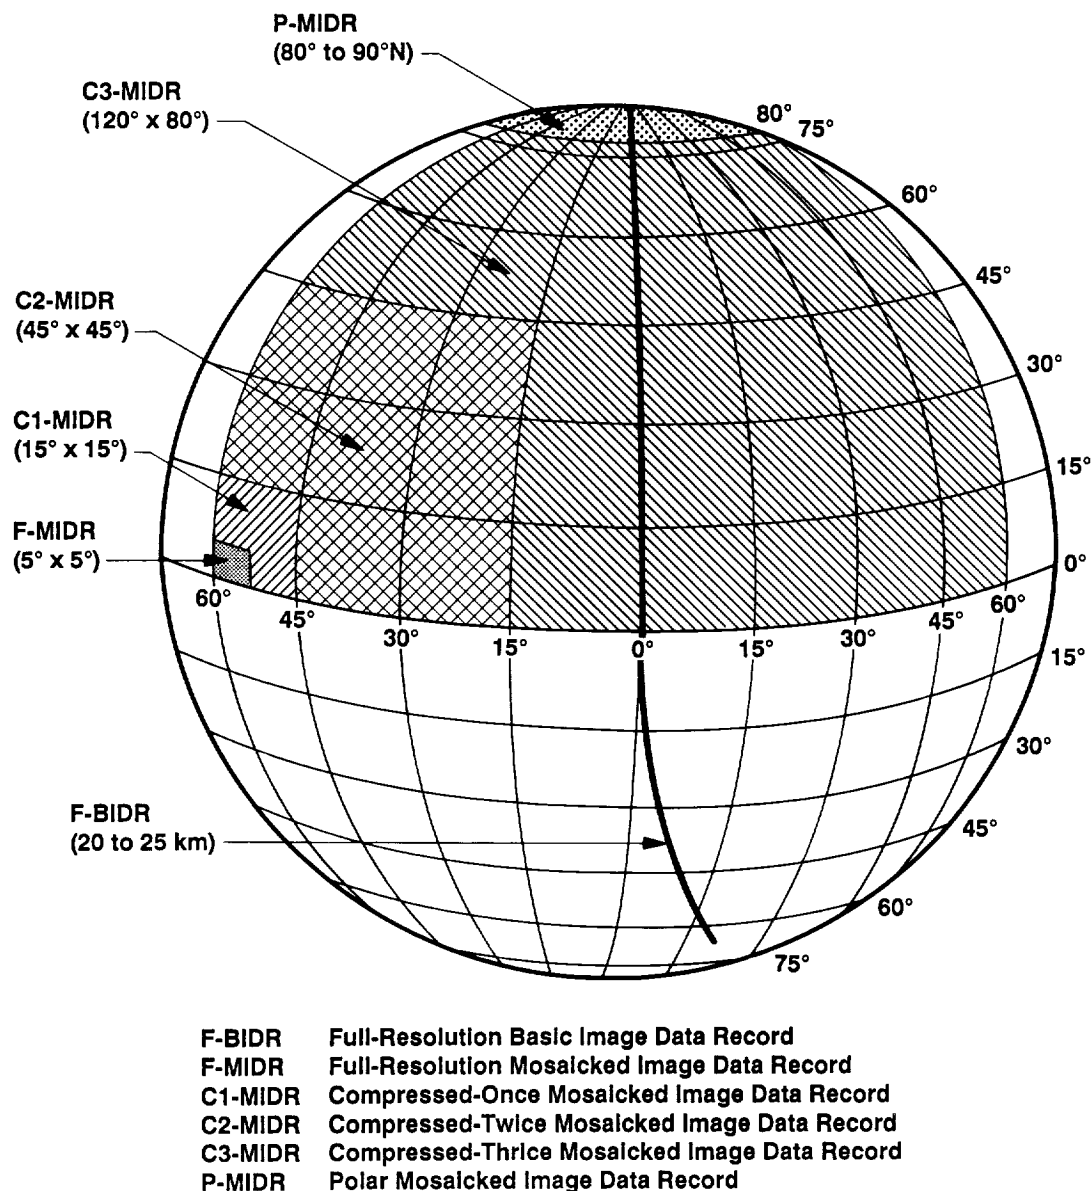 P-MIDR
(80° to 90°N)
C3-MIDR
(120° x 80°)
80°
75°
60°
45°
C2-MIDR
(45° x 45°)
30°
C1-MIDR
(15° x 15°)
15°
F-MIDR
(5° x 5°)
0°
60°
45°
30°
15°
0°
15°
30°
45°
60°
15°
30°
F-BIDR
(20 to 25 km)
45°
60°
75°
F-BIDR Full-Resolution Basic Image Data Record
F-MIDR Full-Resolution Mosaicked Image Data Record
C1-MIDR Compressed-Once Mosaicked Image Data Record
C2-MIDR Compressed-Twice Mosaicked Image Data Record
C3-MIDR Compressed-Thrice Mosaicked Image Data Record
P-MIDR Polar Mosaicked Image Data Record